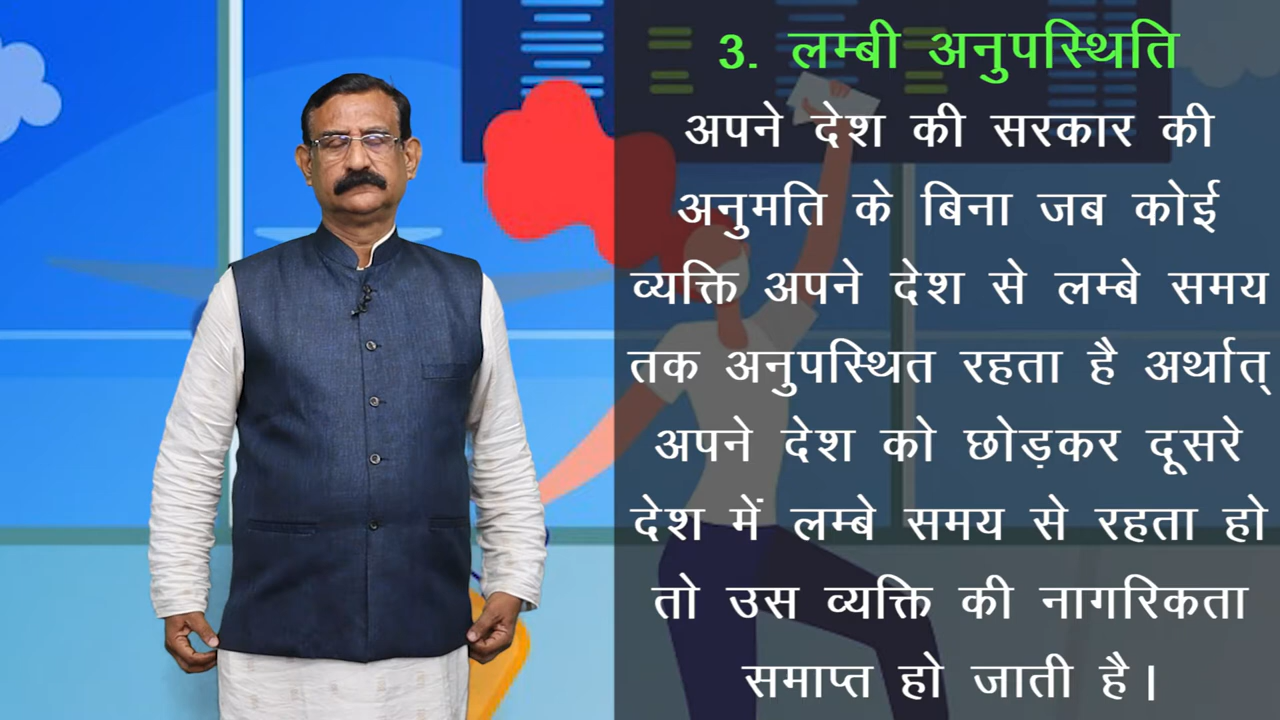 3. लम्बी अनुपस्थिति
अपने देश की सरकार की
अनुमति के बिना जब कोई
व्यक्ति अपने देश से लम्बे समय
तक अनुपस्थित रहता है अर्थात्
अपने देश को छोड़कर दूसरे
देश में लम्बे समय से रहता हो
तो उस व्यक्ति की नागरिकता
समाप्त हो जाती है।